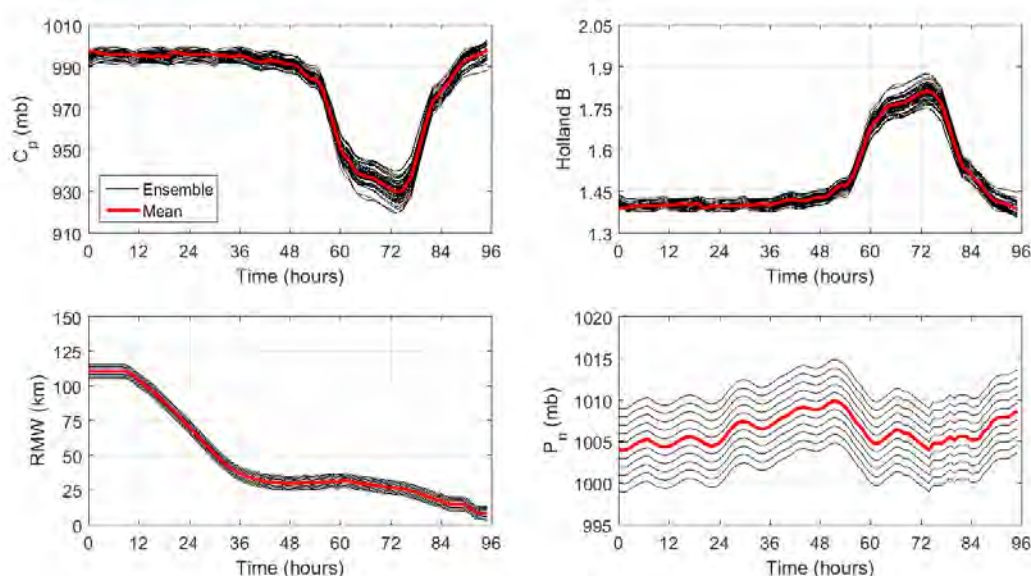 1010
990
970
950
930
910
C_p (mb)
Ensemble
Mean
0 12 24 36 48 60 72 84 96
Time (hours)
2.05
1.9
1.75
1.6
1.45
1.3
Holland B
0 12 24 36 48 60 72 84 96
Time (hours)
150
125
100
75
50
25
0
RMW (km)
0 12 24 36 48 60 72 84 96
Time (hours)
1020
1015
1010
1005
1000
995
P_n (mb)
0 12 24 36 48 60 72 84 96
Time (hours)